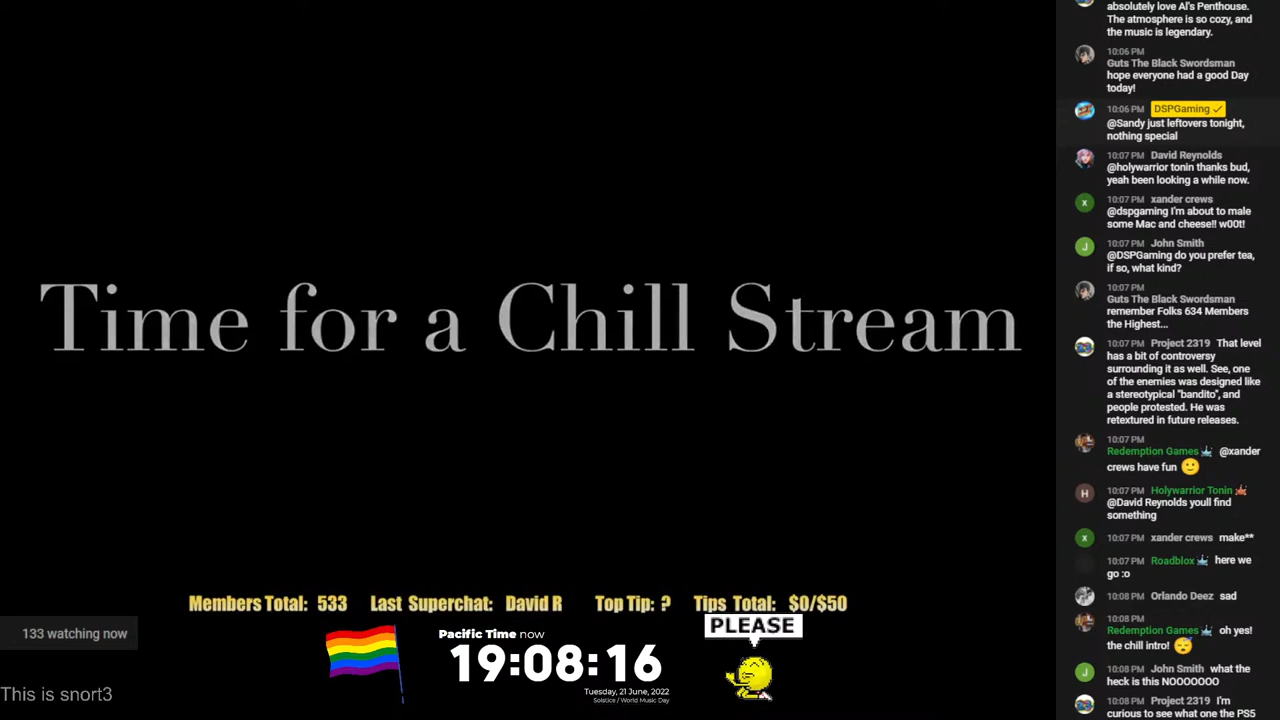 Time for a Chill Stream
Members Total: 533 Last Superchat: David R Top Tip: ? Tips Total: $0/$50
133 watching now
This is snort3
Pacific Time now
19:08:16
Tuesday, 21 June, 2022
Solstice / World Music Day
PLEASE
absolutely love Al's Penthouse.
The atmosphere is so cozy, and
the music is legendary.
10:06 PM
Guts The Black Swordsman
hope everyone had a good Day
today!
10:06 PM DSPGaming ✓
@Sandy just leftovers tonight,
nothing special
10:07 PM David Reynolds
@holywarrior tonin thanks bud,
yeah been looking a while now.
10:07 PM xander crews
@dspgaming I'm about to male
some Mac and cheese!! w00t!
10:07 PM John Smith
@DSPGaming do you prefer tea,
if so, what kind?
10:07 PM
Guts The Black Swordsman
remember Folks 634 Members
the Highest...
10:07 PM Project 2319 That level
has a bit of controversy
surrounding it as well. See, one
of the enemies was designed like
a stereotypical "bandito", and
people protested. He was
retextured in future releases.
10:07 PM
Redemption Games @xander
crews have fun 🙂
10:07 PM Holywarrior Tonin
@David Reynolds youll find
something
10:07 PM xander crews make**
10:07 PM Roadblox here we
go :o
10:08 PM Orlando Deez sad
10:08 PM
Redemption Games oh yes!
the chill intro! 😴
10:08 PM John Smith what the
heck is this NOOOOOOO
10:08 PM Project 2319 I'm
curious to see what one the PS5